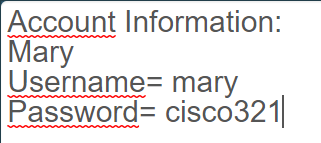 Account Information:
Mary
Username= mary
Password= cisco321